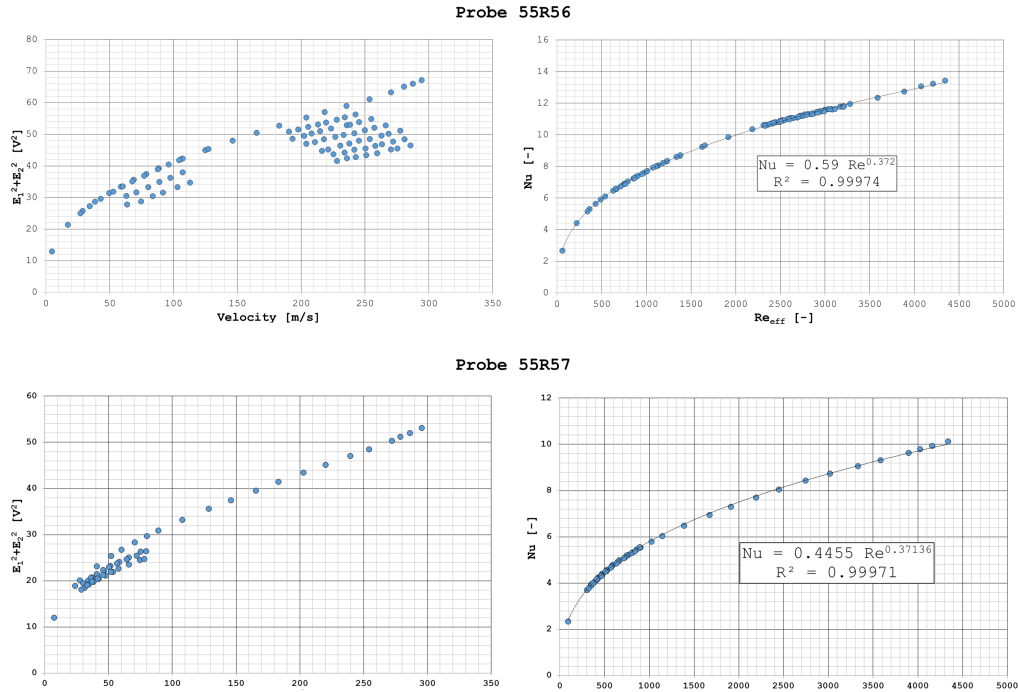 Probe 55R56
80
70
60
50
40
30
20
10
0
E₁²+E₂² [V²]
0 50 100 150 200 250 300 350
Velocity [m/s]
16
14
12
10
8
6
4
2
0
Nu [-]
Nu = 0.59 Re^0.372
R² = 0.99974
0 500 1000 1500 2000 2500 3000 3500 4000 4500 5000
Re_eff [-]
Probe 55R57
60
50
40
30
20
10
0
E₁²+E₂² [V²]
0 50 100 150 200 250 300 350
12
10
8
6
4
2
0
Nu [-]
Nu = 0.4455 Re^0.37136
R² = 0.99971
0 500 1000 1500 2000 2500 3000 3500 4000 4500 5000